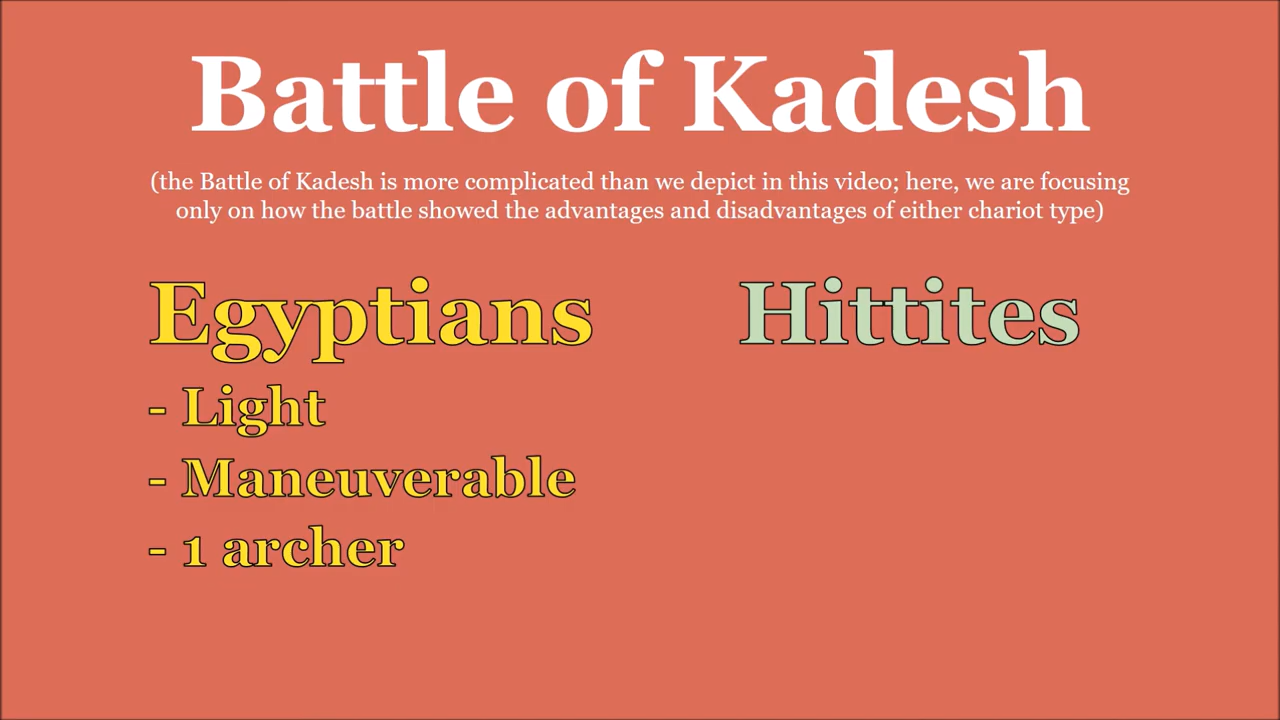 Battle of Kadesh
(the Battle of Kadesh is more complicated than we depict in this video; here, we are focusing
only on how the battle showed the advantages and disadvantages of either chariot type)
Egyptians
- Light
- Maneuverable
- 1 archer
Hittites